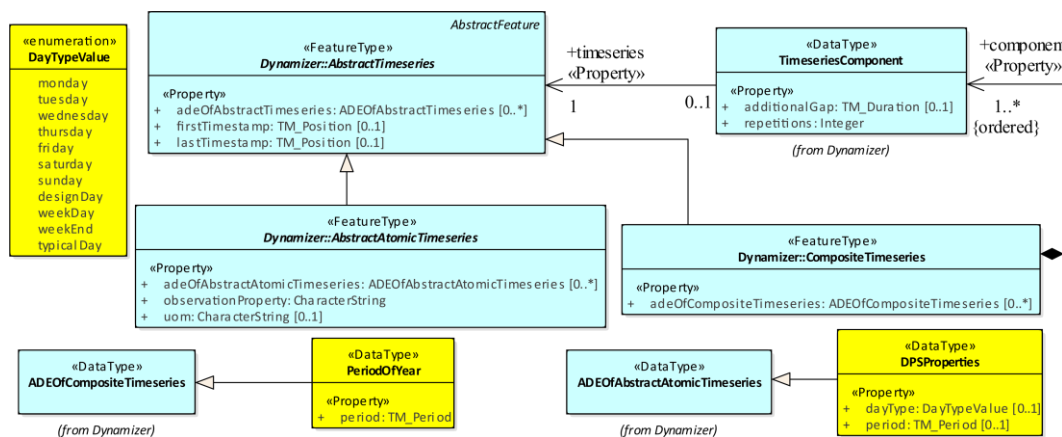 «enumeration»
DayTypeValue
monday
tuesday
wednesday
thursday
friday
saturday
sunday
designDay
weekDay
weekEnd
typicalDay
AbstractFeature
«FeatureType»
Dynamizer::AbstractTimeseries
«Property»
+ adeOfAbstractTimeseries: ADEOfAbstractTimeseries [0..*]
+ firstTimestamp: TM_Position [0..1]
+ lastTimestamp: TM_Position [0..1]
+timeseries
«Property»
1
0..1
«DataType»
TimeseriesComponent
«Property»
+ additionalGap: TM_Duration [0..1]
+ repetitions: Integer
(from Dynamizer)
+component
«Property»
1..*
{ordered}
«FeatureType»
Dynamizer::AbstractAtomicTimeseries
«Property»
+ adeOfAbstractAtomicTimeseries: ADEOfAbstractAtomicTimeseries [0..*]
+ observationProperty: CharacterString
+ uom: CharacterString [0..1]
«FeatureType»
Dynamizer::CompositeTimeseries
«Property»
+ adeOfCompositeTimeseries: ADEOfCompositeTimeseries [0..*]
«DataType»
ADEOfCompositeTimeseries
(from Dynamizer)
«DataType»
PeriodOfYear
«Property»
+ period: TM_Period
«DataType»
ADEOfAbstractAtomicTimeseries
(from Dynamizer)
«DataType»
DPSProperties
«Property»
+ dayType: DayTypeValue [0..1]
+ period: TM_Period [0..1]